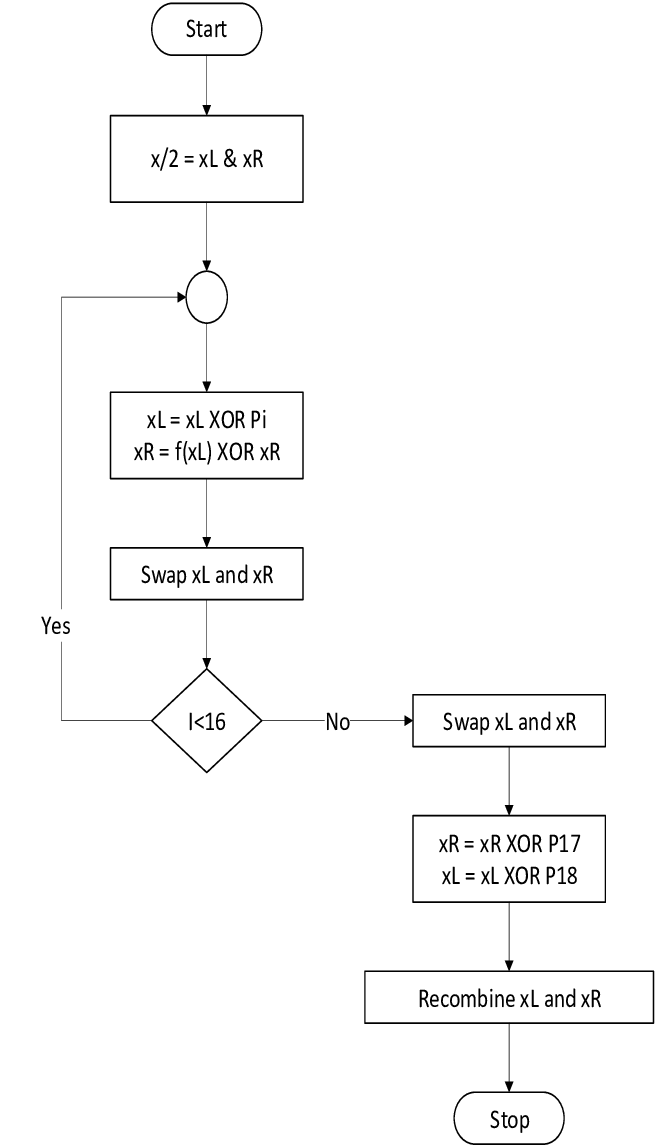 Start
x/2 = xL & xR
xL = xL XOR Pi
xR = f(xL) XOR xR
Swap xL and xR
Yes
I<16
No
Swap xL and xR
xR = xR XOR P17
xL = xL XOR P18
Recombine xL and xR
Stop